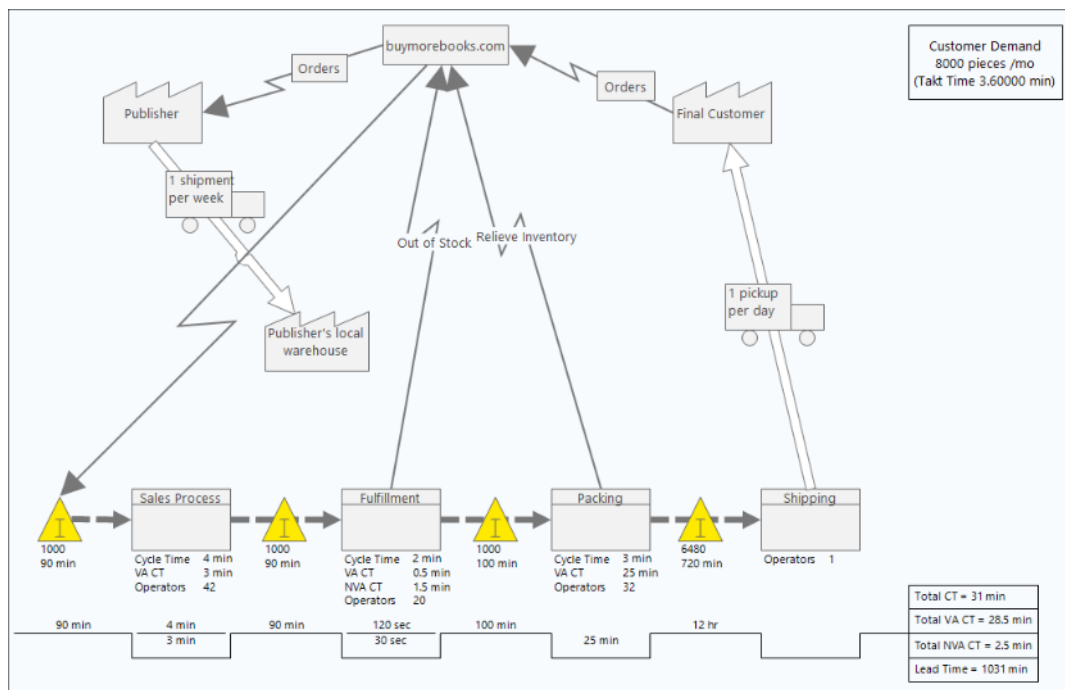 buymorebooks.com
Customer Demand
8000 pieces /mo
(Takt Time 3.60000 min)
Orders
Orders
Publisher
Final Customer
1 shipment
per week
Out of Stock
Relieve Inventory
1 pickup
per day
Publisher's local
warehouse
Sales Process
Fulfillment
Packing
Shipping
I
I
I
I
1000
90 min
Cycle Time 4 min
VA CT 3 min
Operators 42
1000
90 min
Cycle Time 2 min
VA CT 0.5 min
NVA CT 1.5 min
Operators 20
1000
100 min
Cycle Time 3 min
VA CT 25 min
Operators 32
6480
720 min
Operators 1
90 min
4 min
3 min
90 min
120 sec
30 sec
100 min
25 min
12 hr
Total CT = 31 min
Total VA CT = 28.5 min
Total NVA CT = 2.5 min
Lead Time = 1031 min